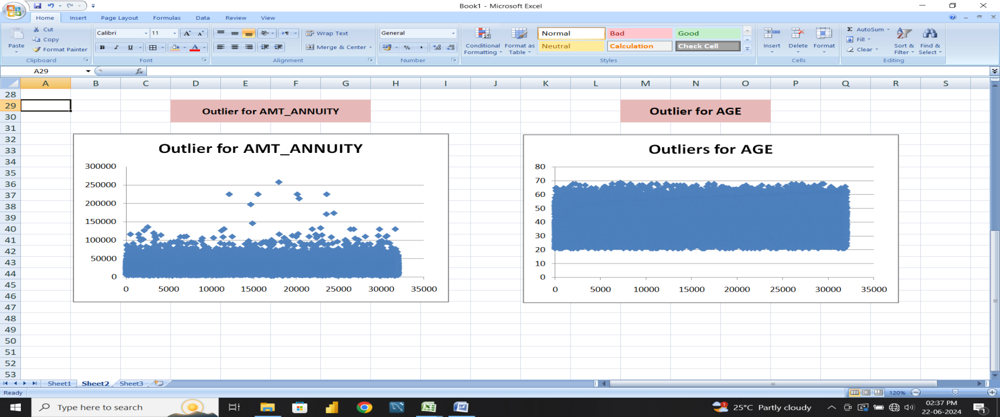 Book1 - Microsoft Excel
Home Insert Page Layout Formulas Data Review View
Paste
Cut
Copy
Format Painter
Clipboard
Calibri 11
B I U
Font
Wrap Text
Merge & Center
Alignment
General
%
Number
Conditional Formatting
Format as Table
Normal Bad Good
Neutral Calculation Check Cell
Styles
Insert Delete Format
Cells
Σ AutoSum
Fill
Clear
Sort & Filter
Find & Select
Editing
A29 fx
A B C D E F G H I J K L M N O P Q R S
28
29
30
31
32
33
34
35
36
37
38
39
40
41
42
43
44
45
46
47
48
49
50
51
52
53
Outlier for AMT_ANNUITY
Outlier for AMT_ANNUITY
300000
250000
200000
150000
100000
50000
0
0 5000 10000 15000 20000 25000 30000 35000
Outlier for AGE
Outliers for AGE
80
70
60
50
40
30
20
10
0
0 5000 10000 15000 20000 25000 30000 35000
Sheet1 Sheet2 Sheet3
Ready 120%
Type here to search
1 25°C Partly cloudy
02:37 PM
22-06-2024
1